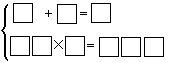 □ + □ = □
□□×□=□□□